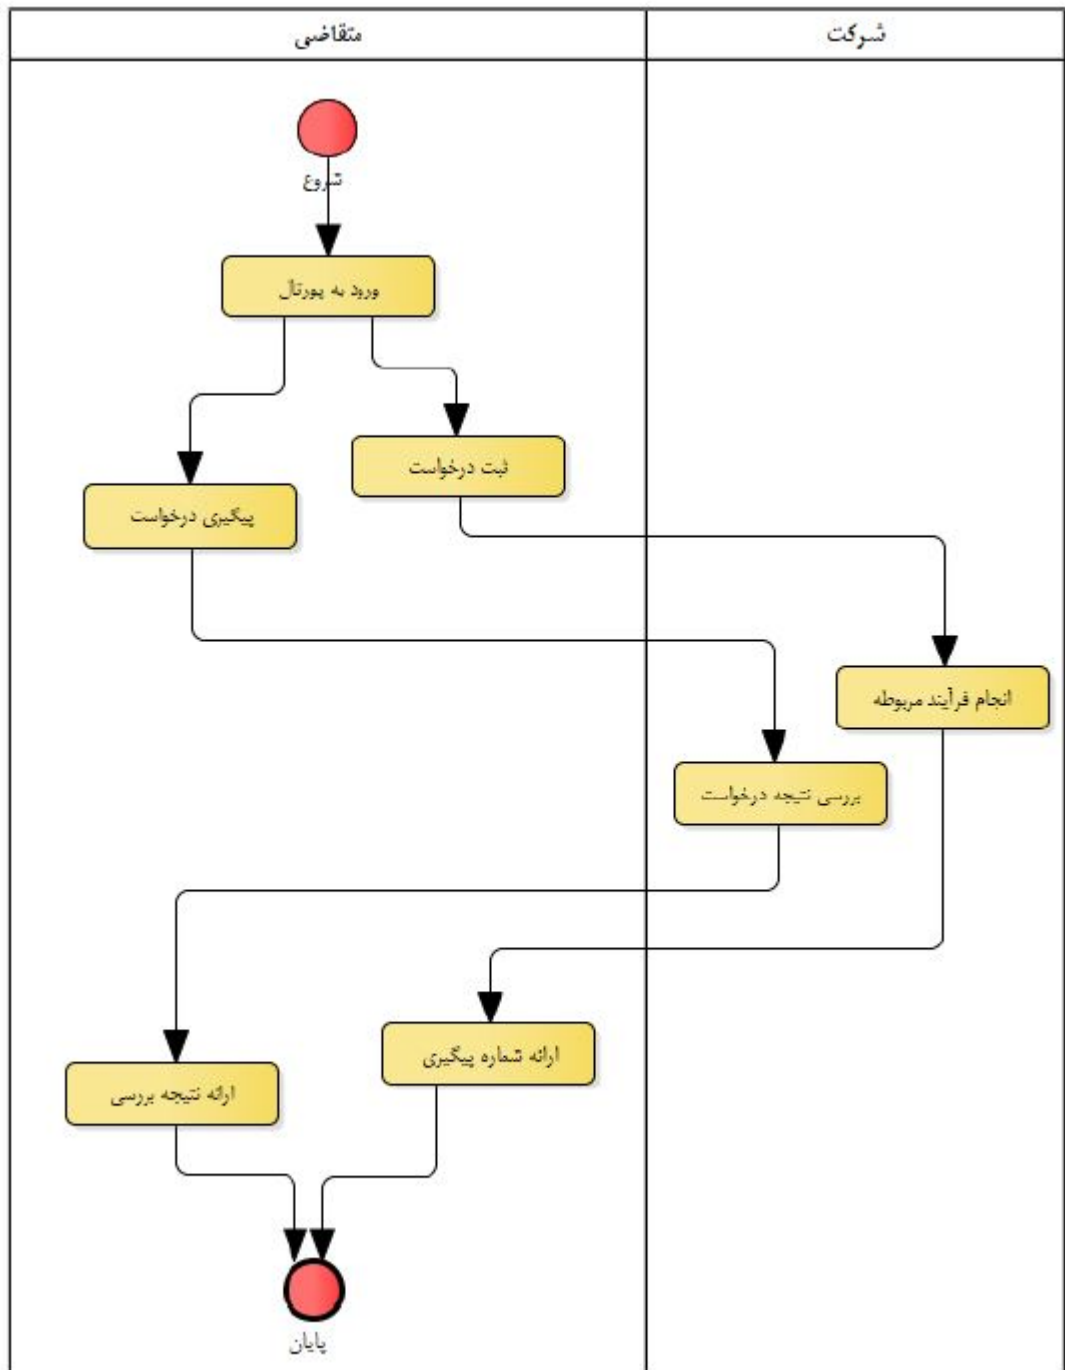 شرکت
متقاضی
شروع
ورود به پورتال
ثبت درخواست
پیگیری درخواست
انجام فرآیند مربوطه
بررسی نتیجه درخواست
ارائه شماره پیگیری
ارائه نتیجه بررسی
پایان